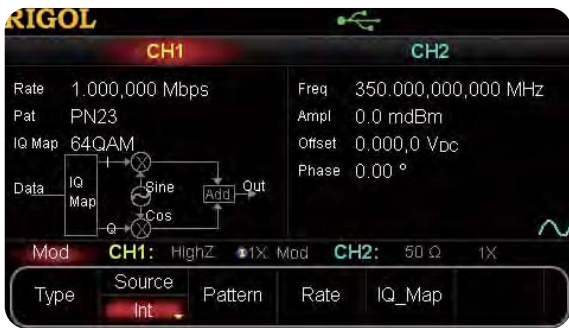 RIGOL
CH1
CH2
Rate 1.000,000 Mbps
Pat PN23
IQ Map 64QAM
Data
IQ Map
I
Q
Sine
Cos
Add
Out
Freq 350.000,000,000 MHz
Ampl 0.0 mdBm
Offset 0.000,0 VDC
Phase 0.00 °
Mod CH1: HighZ 1X Mod CH2: 50 Ω 1X
Type
Source
Int
Pattern
Rate
IQ_Map